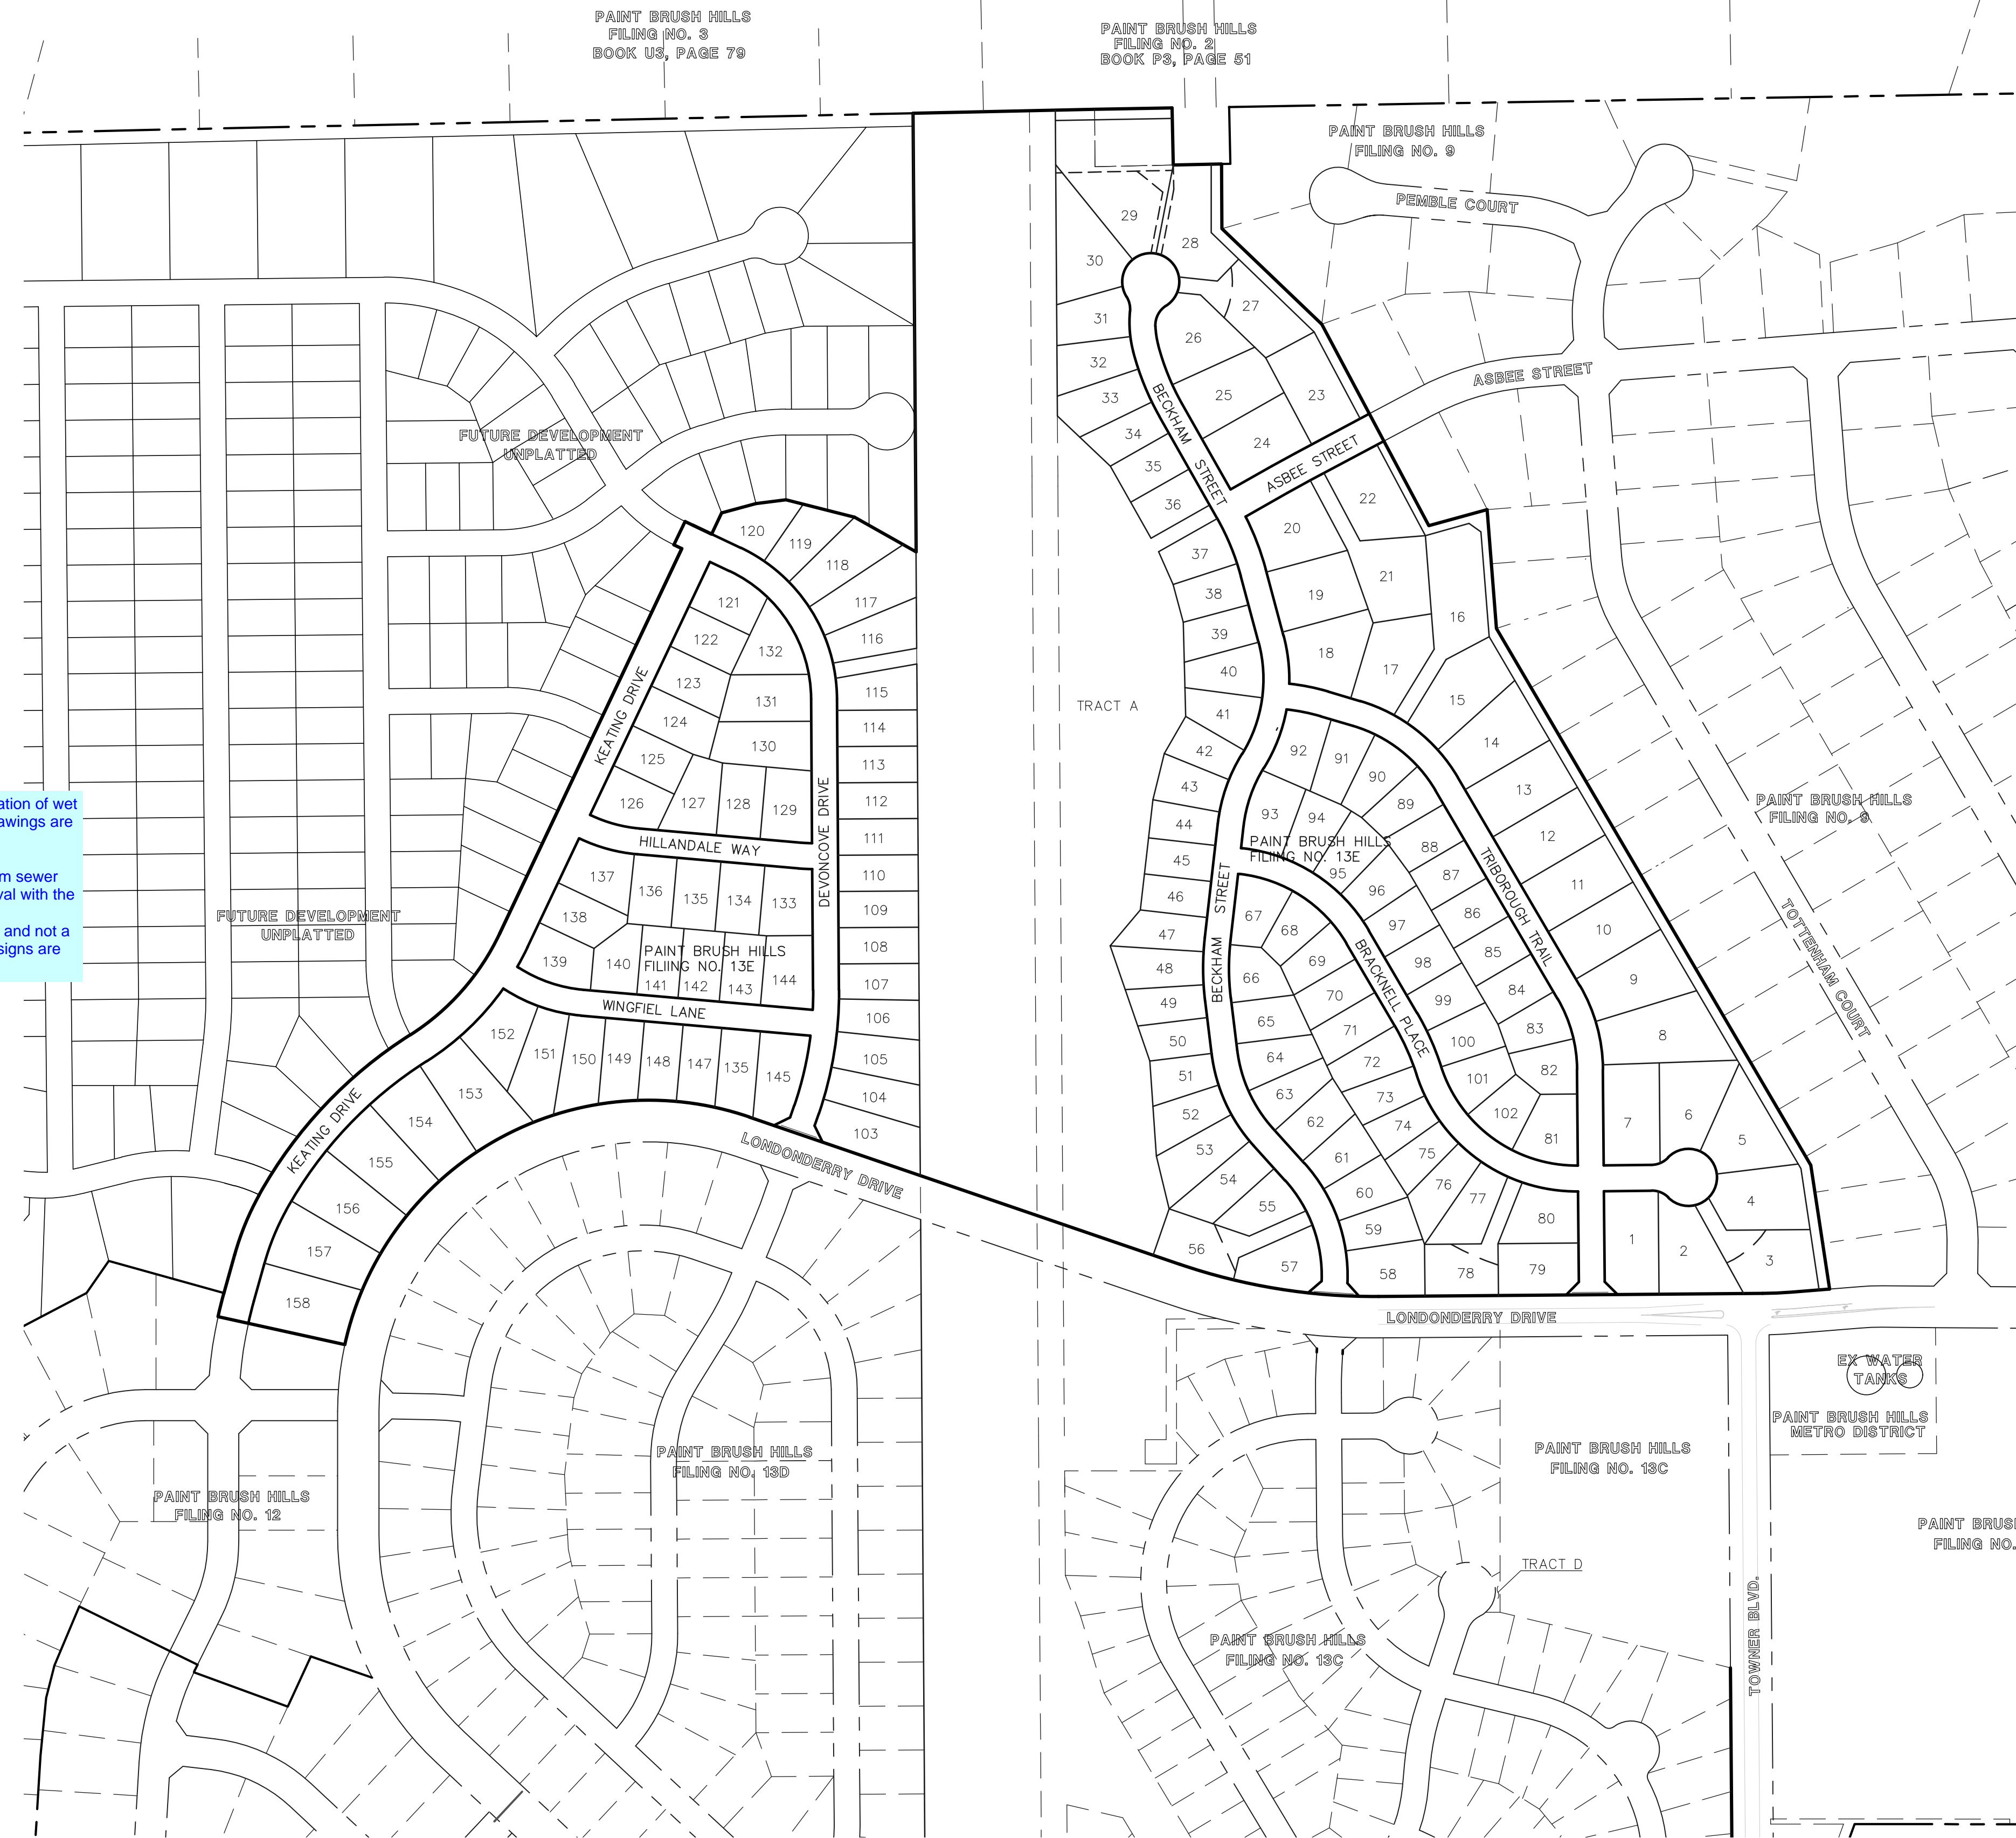 PAINT BRUSH HILLS
FILING NO. 3
BOOK U3, PAGE 79
PAINT BRUSH HILLS
FILING NO. 2
BOOK P3, PAGE 51
PAINT BRUSH HILLS
FILING NO. 9
PEMBLE COURT
ASBEE STREET
29
28
30
27
31
26
32
33
25
23
34
24
35
36
22
BECKHAM STREET
ASBEE STREET
37
20
38
21
39
19
16
40
18
17
41
15
42
92
91
90
14
43
93
94
89
13
44
88
12
45
95
87
11
46
96
86
10
47
67
68
97
85
9
48
66
69
98
84
49
65
70
99
83
8
50
64
71
100
82
51
63
72
101
7
6
52
62
73
102
81
5
53
61
74
75
54
60
76
77
4
55
59
80
56
57
58
78
79
1
2
3
PAINT BRUSH HILLS
FILIING NO. 13E
BECKHAM STREET
BRACKNELL PLACE
TRIBOROUGH TRAIL
TOTTENHAM COURT
PAINT BRUSH HILLS
FILING NO. 9
TRACT A
FUTURE DEVELOPMENT
UNPLATTED
120
119
118
121
117
122
132
116
123
131
115
124
130
114
125
113
126
127
128
129
112
111
KEATING DRIVE
DEVONCOVE DRIVE
HILLANDALE WAY
137
136
135
134
133
110
138
109
139
140
108
PAINT BRUSH HILLS
FILIING NO. 13E
141
142
143
144
107
WINGFIEL LANE
106
152
151
150
149
148
147
135
145
105
153
104
154
103
155
156
157
158
KEATING DRIVE
LONDONDERRY DRIVE
LONDONDERRY DRIVE
ation of wet
awings are
m sewer
val with the
and not a
signs are
FUTURE DEVELOPMENT
UNPLATTED
EX WATER
TANKS
PAINT BRUSH HILLS
METRO DISTRICT
PAINT BRUSH HILLS
FILING NO. 13D
PAINT BRUSH HILLS
FILING NO. 13C
PAINT BRUSH HILLS
FILING NO. 12
PAINT BRUS
FILING NO.
TRACT D
PAINT BRUSH HILLS
FILING NO. 13C
TOWNER BLVD.